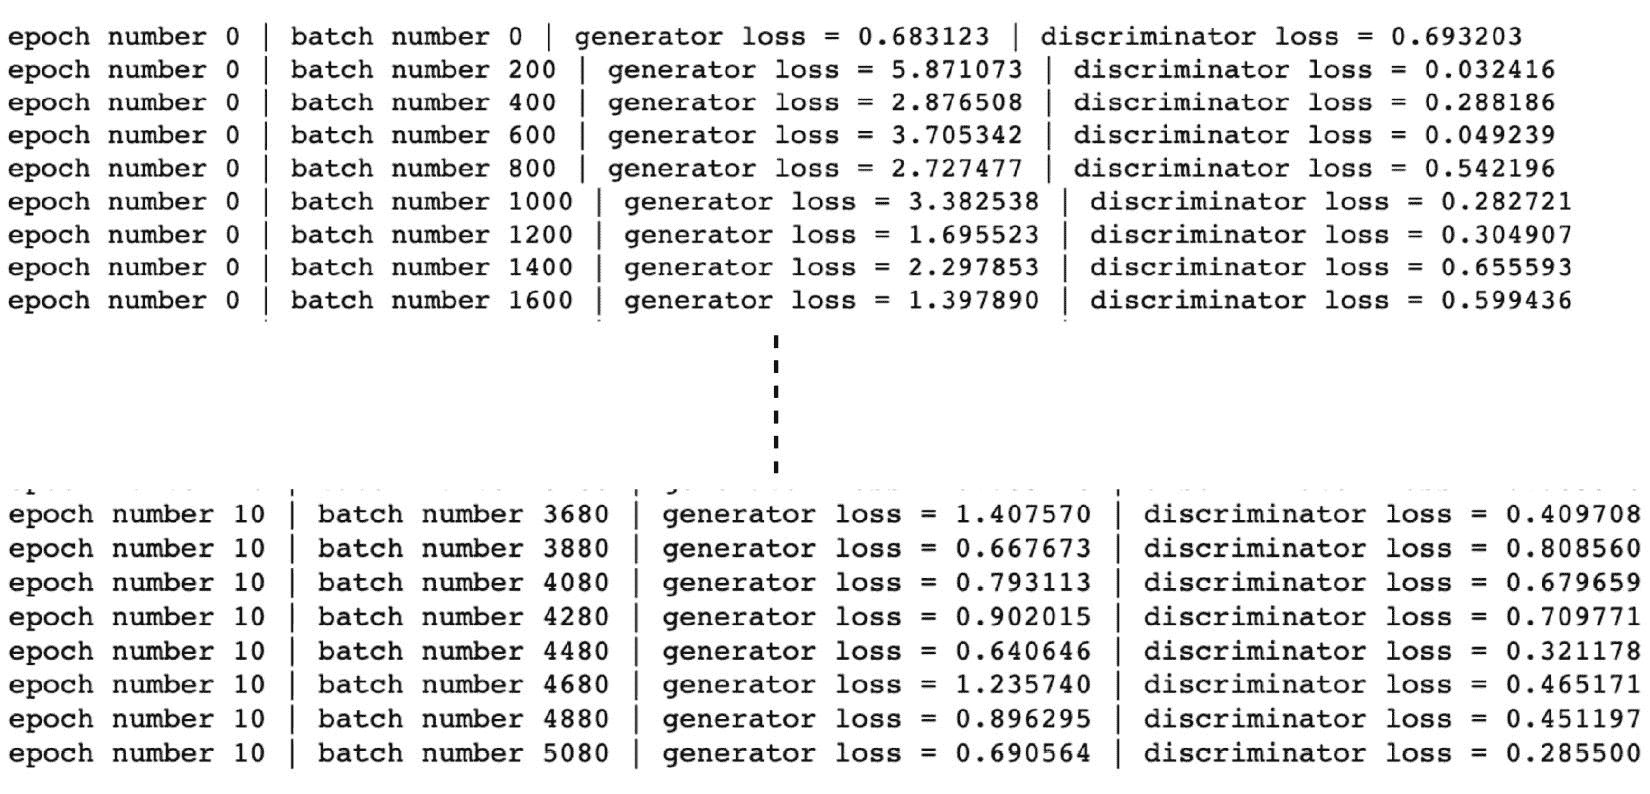 epoch number 0 | batch number 0 | generator loss = 0.683123 | discriminator loss = 0.693203
epoch number 0 | batch number 200 | generator loss = 5.871073 | discriminator loss = 0.032416
epoch number 0 | batch number 400 | generator loss = 2.876508 | discriminator loss = 0.288186
epoch number 0 | batch number 600 | generator loss = 3.705342 | discriminator loss = 0.049239
epoch number 0 | batch number 800 | generator loss = 2.727477 | discriminator loss = 0.542196
epoch number 0 | batch number 1000 | generator loss = 3.382538 | discriminator loss = 0.282721
epoch number 0 | batch number 1200 | generator loss = 1.695523 | discriminator loss = 0.304907
epoch number 0 | batch number 1400 | generator loss = 2.297853 | discriminator loss = 0.655593
epoch number 0 | batch number 1600 | generator loss = 1.397890 | discriminator loss = 0.599436
epoch number 10 | batch number 3680 | generator loss = 1.407570 | discriminator loss = 0.409708
epoch number 10 | batch number 3880 | generator loss = 0.667673 | discriminator loss = 0.808560
epoch number 10 | batch number 4080 | generator loss = 0.793113 | discriminator loss = 0.679659
epoch number 10 | batch number 4280 | generator loss = 0.902015 | discriminator loss = 0.709771
epoch number 10 | batch number 4480 | generator loss = 0.640646 | discriminator loss = 0.321178
epoch number 10 | batch number 4680 | generator loss = 1.235740 | discriminator loss = 0.465171
epoch number 10 | batch number 4880 | generator loss = 0.896295 | discriminator loss = 0.451197
epoch number 10 | batch number 5080 | generator loss = 0.690564 | discriminator loss = 0.285500